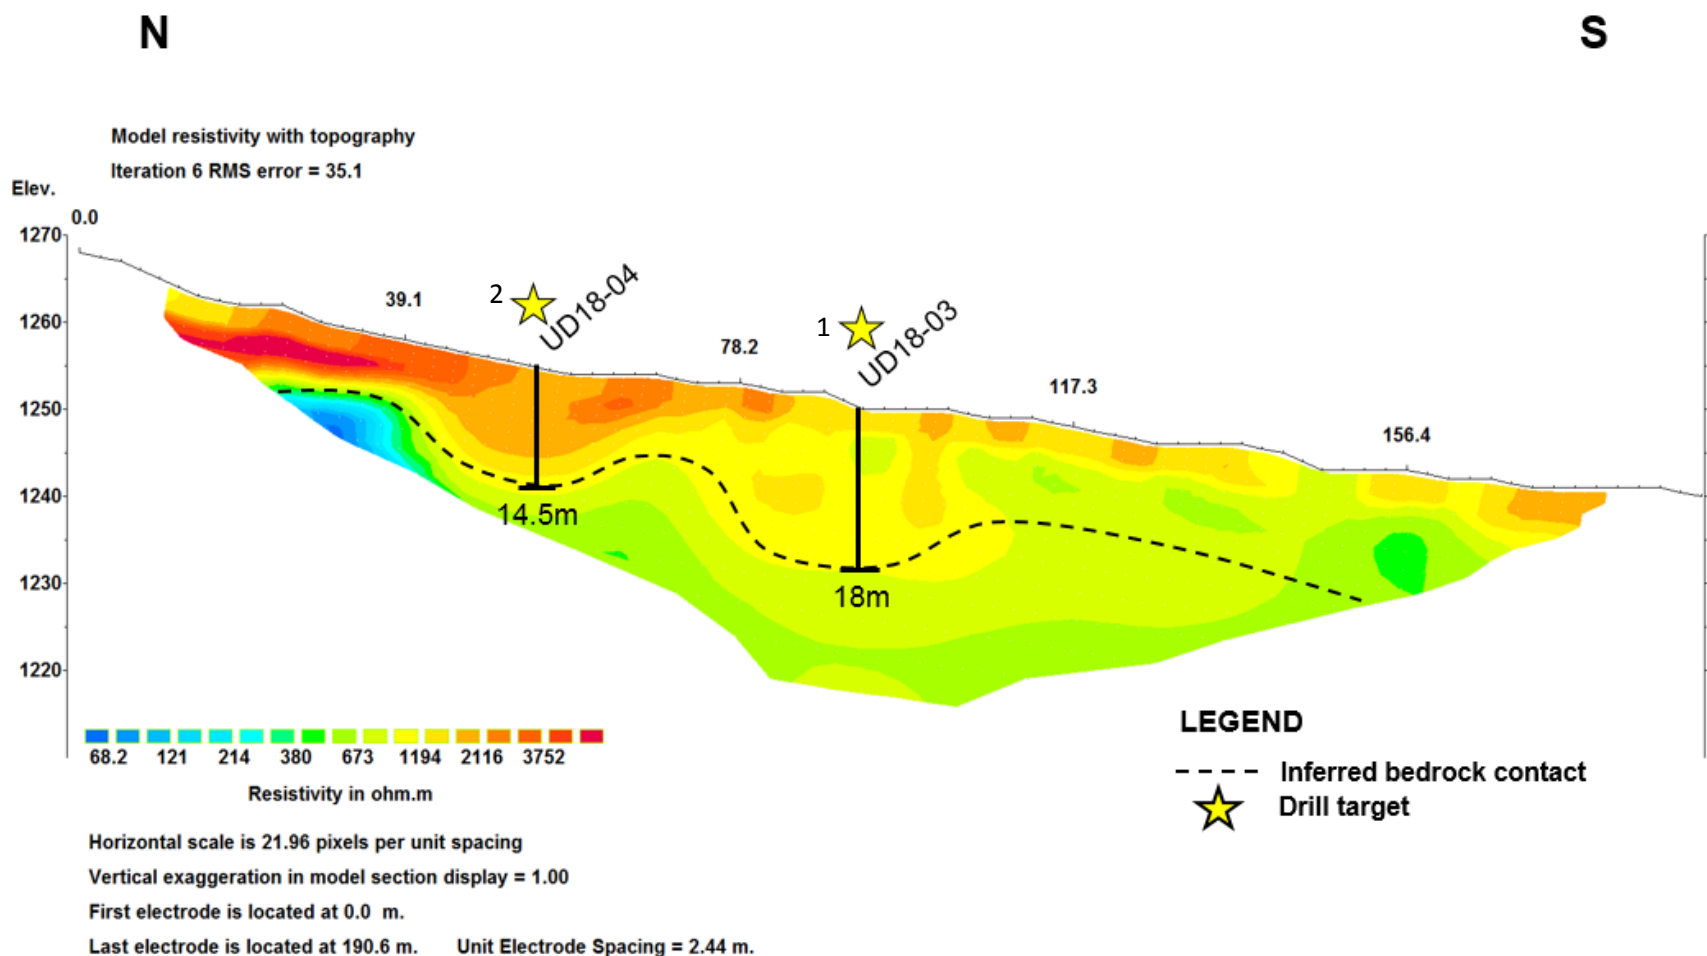 N
S
Model resistivity with topography
Iteration 6 RMS error = 35.1
Elev.
0.0
1270
1260
1250
1240
1230
1220
39.1
78.2
117.3
156.4
2
UD18-04
1
UD18-03
14.5m
18m
68.2 121 214 380 673 1194 2116 3752
Resistivity in ohm.m
LEGEND
Inferred bedrock contact
Drill target
Horizontal scale is 21.96 pixels per unit spacing
Vertical exaggeration in model section display = 1.00
First electrode is located at 0.0 m.
Last electrode is located at 190.6 m. Unit Electrode Spacing = 2.44 m.